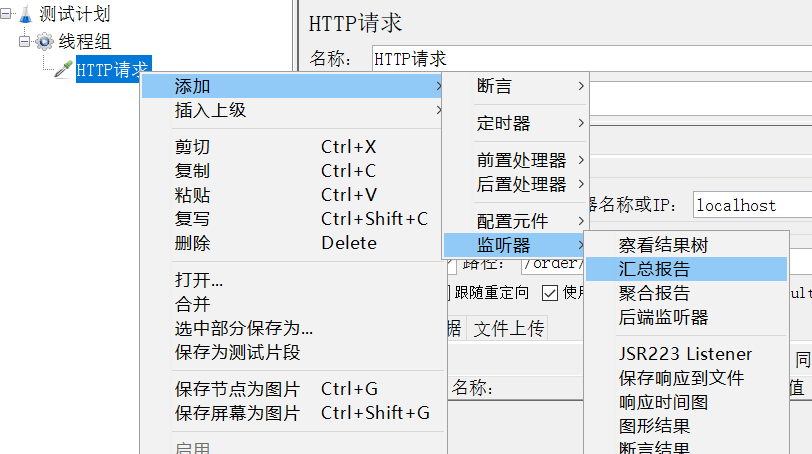 测试计划
线程组
HTTP请求
HTTP请求
名称： HTTP请求
添加
插入上级
剪切 Ctrl+X
复制 Ctrl+C
粘贴 Ctrl+V
复写 Ctrl+Shift+C
删除 Delete
打开...
合并
选中部分保存为...
保存为测试片段
保存节点为图片 Ctrl+G
保存屏幕为图片 Ctrl+Shift+G
启用
断言
定时器
前置处理器
后置处理器
配置元件
监听器
察看结果树
汇总报告
聚合报告
后端监听器
JSR223 Listener
保存响应到文件
响应时间图
图形结果
断言结果
器名称或IP： localhost
路径： /order/
跟随重定向 使用
据 文件上传
名称：
同
值